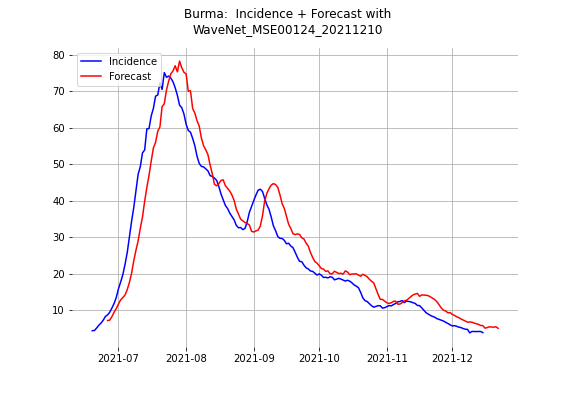 Burma:  Incidence + Forecast with
WaveNet_MSE00124_20211210
Incidence
Forecast
80
70
60
50
40
30
20
10
2021-07 2021-08 2021-09 2021-10 2021-11 2021-12